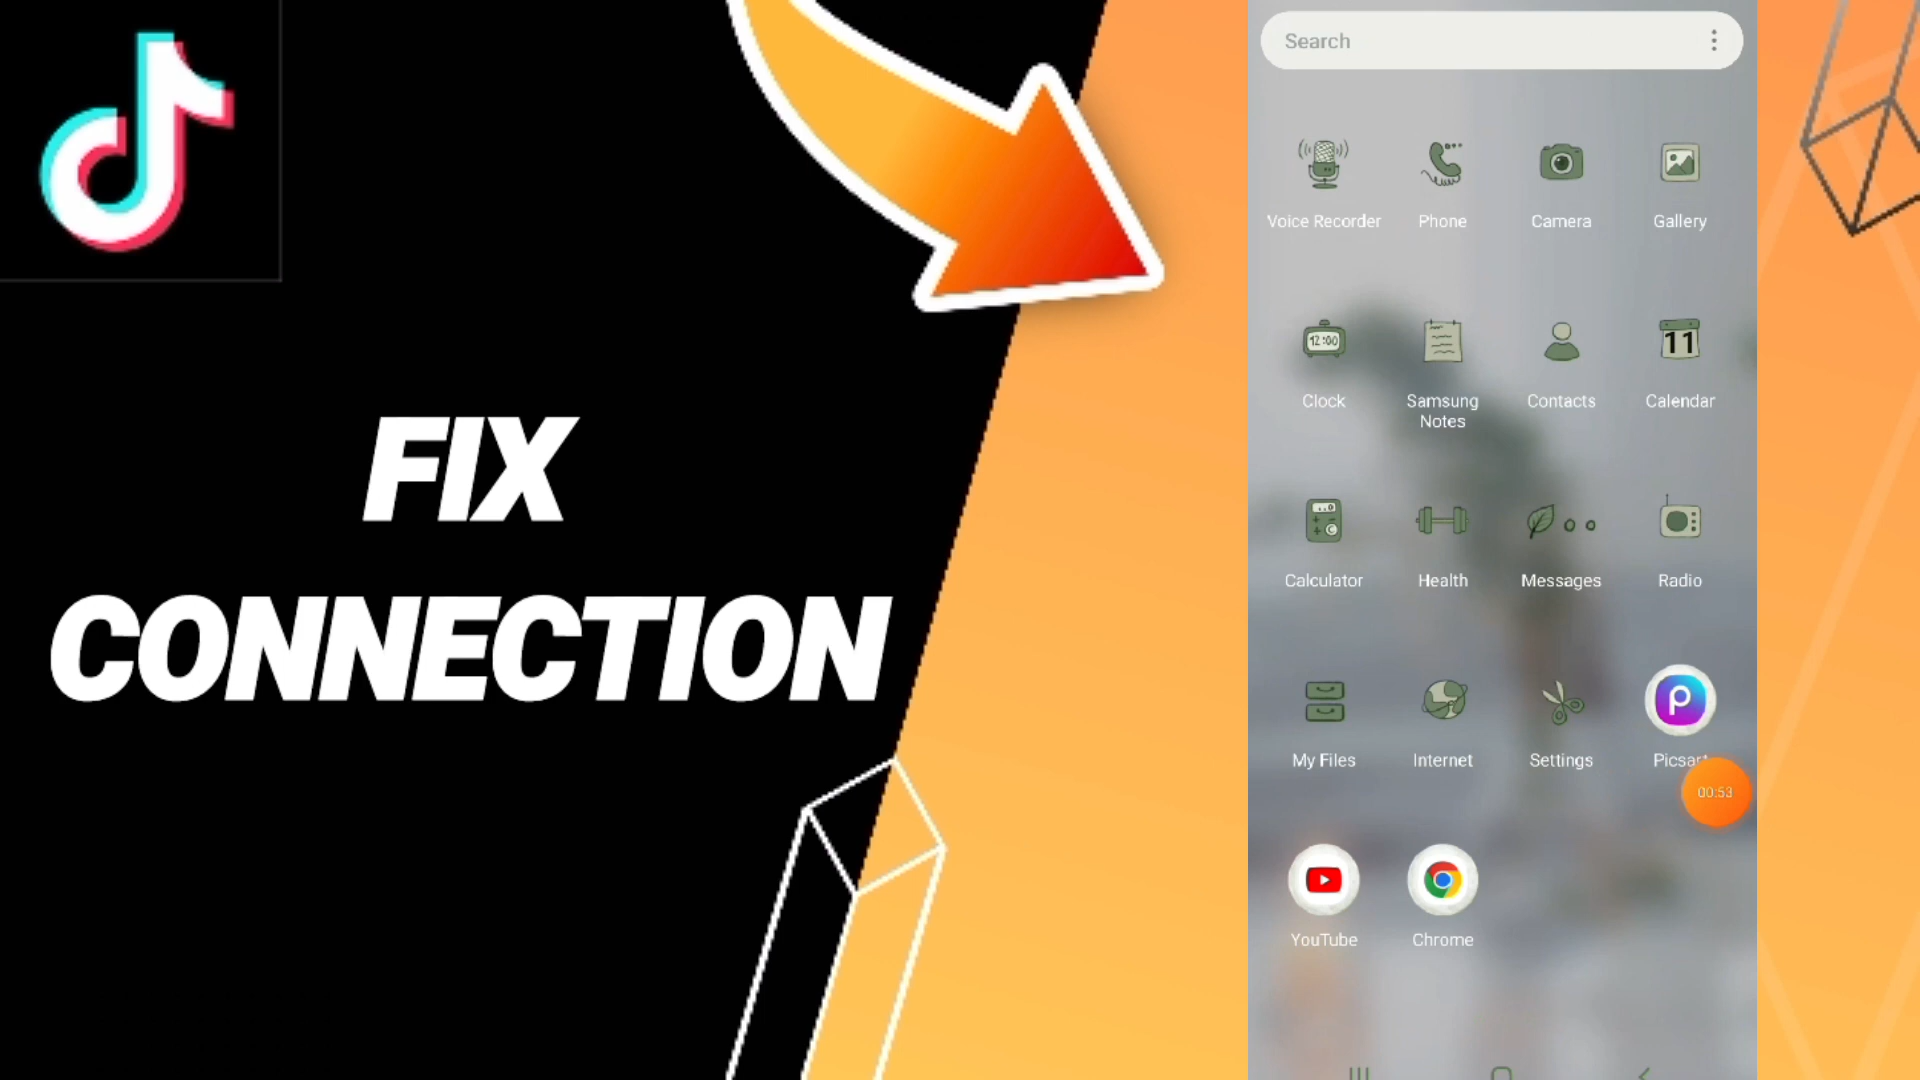 FIX
CONNECTION
Search
Voice Recorder
Phone
Camera
Gallery
12:00
11
Clock
Samsung
Notes
Contacts
Calendar
Calculator
Health
Messages
Radio
My Files
Internet
Settings
Picsart
00:53
YouTube
Chrome